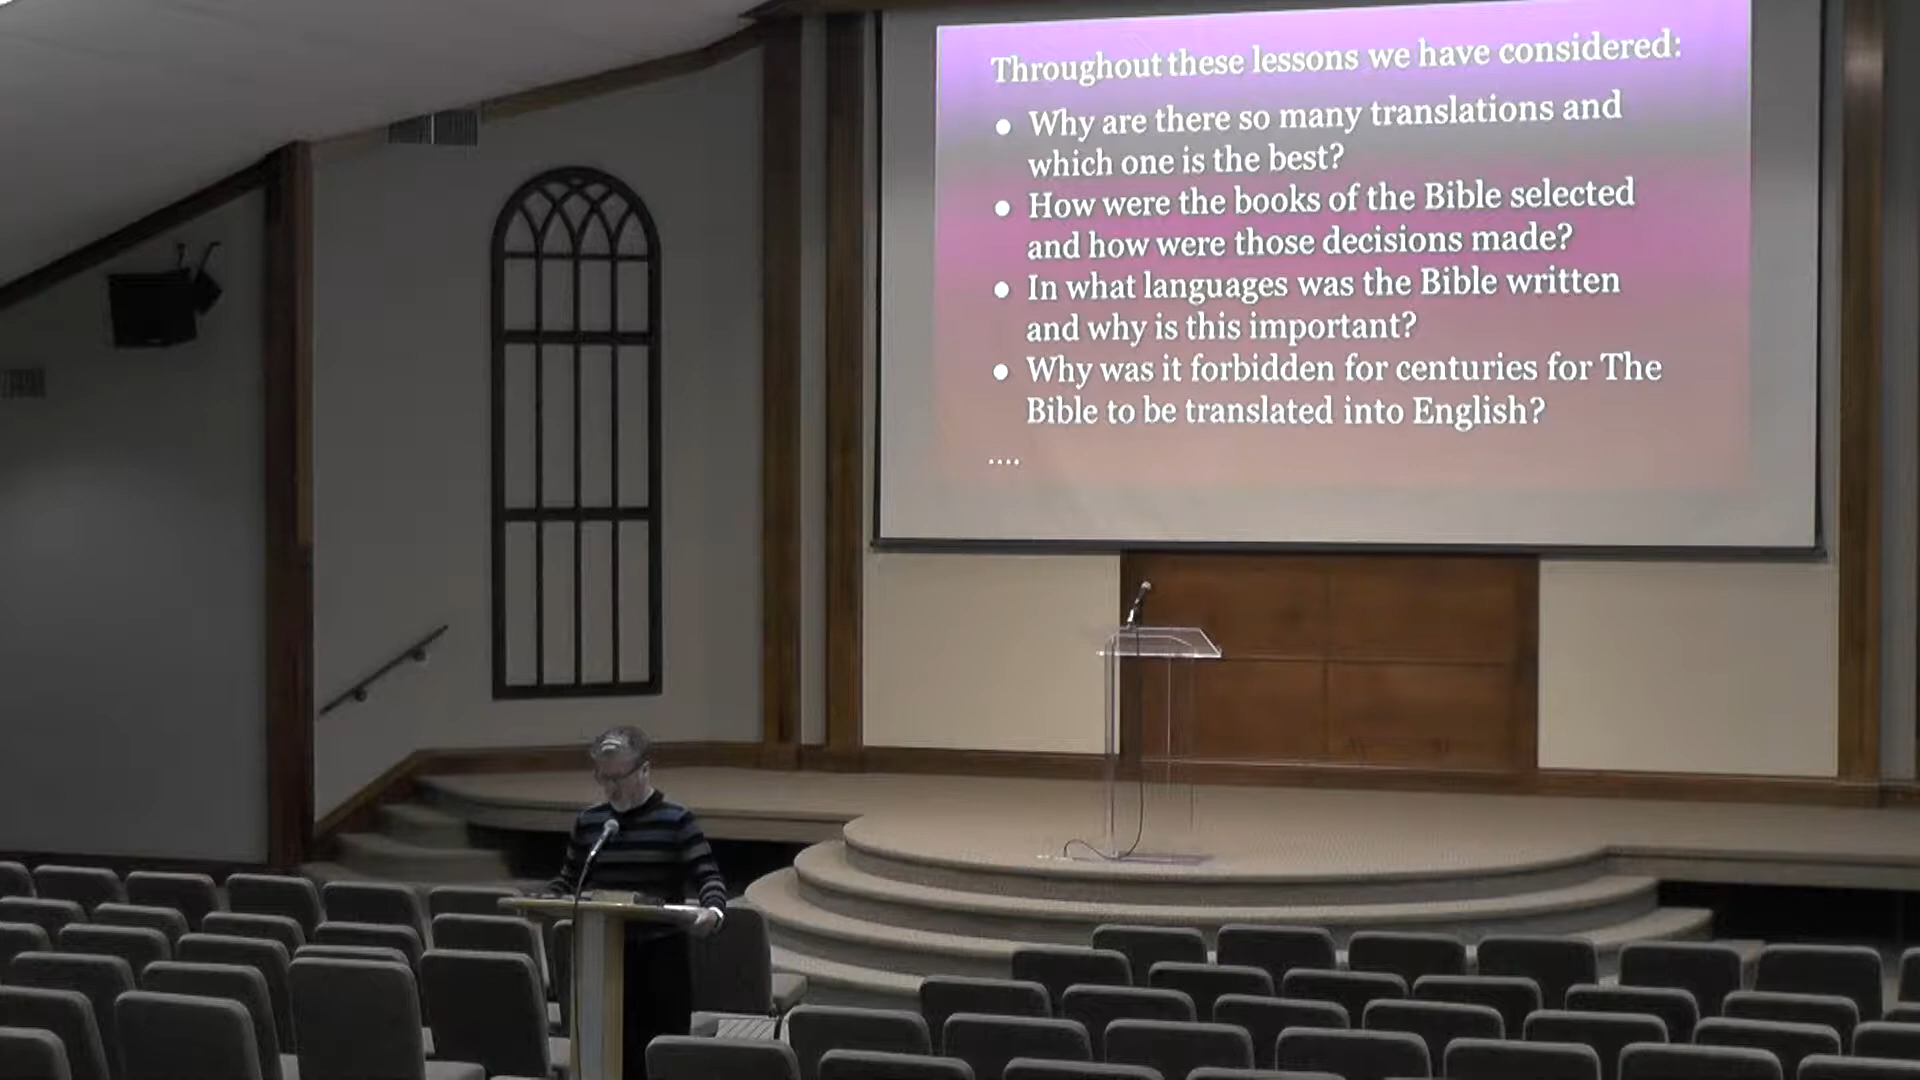 Throughout these lessons we have considered:
● Why are there so many translations and
which one is the best?
● How were the books of the Bible selected
and how were those decisions made?
● In what languages was the Bible written
and why is this important?
● Why was it forbidden for centuries for The
Bible to be translated into English?
....